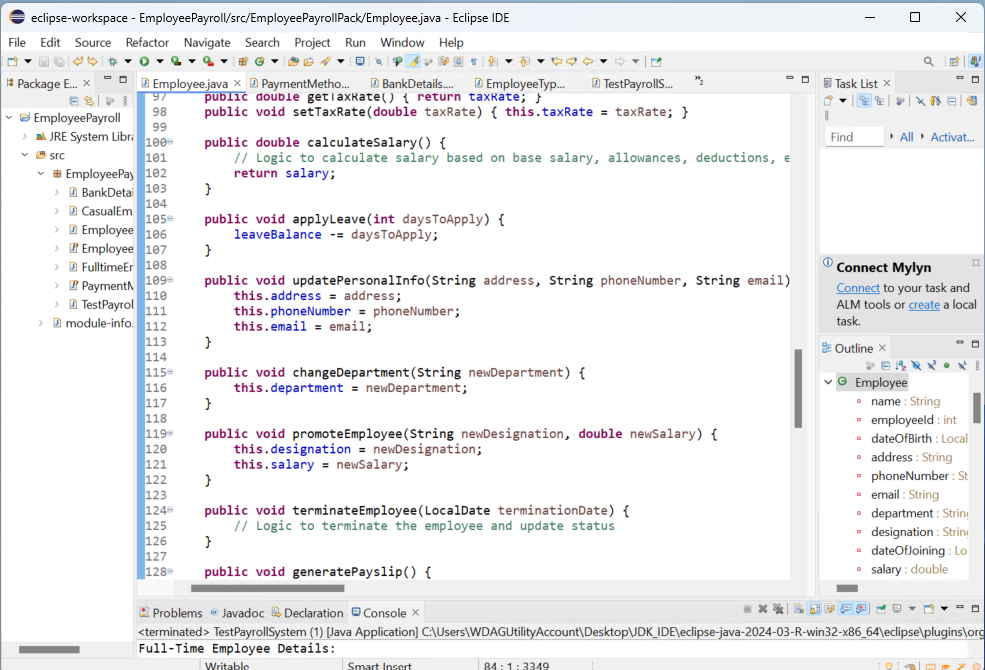 eclipse-workspace - EmployeePayroll/src/EmployeePayrollPack/Employee.java - Eclipse IDE
File Edit Source Refactor Navigate Search Project Run Window Help
Package E...
EmployeePayroll
JRE System Libra
src
EmployeePay
BankDetai
CasualEm
Employee
Employee
FulltimeEr
PaymentM
TestPayrol
module-info.
Employee.java PaymentMetho... BankDetails.... EmployeeTyp... TestPayrollS... »2
97 public double getTaxRate() { return taxRate; }
98 public void setTaxRate(double taxRate) { this.taxRate = taxRate; }
99
100 public double calculateSalary() {
101 // Logic to calculate salary based on base salary, allowances, deductions, e
102 return salary;
103 }
104
105 public void applyLeave(int daysToApply) {
106 leaveBalance -= daysToApply;
107 }
108
109 public void updatePersonalInfo(String address, String phoneNumber, String email)
110 this.address = address;
111 this.phoneNumber = phoneNumber;
112 this.email = email;
113 }
114
115 public void changeDepartment(String newDepartment) {
116 this.department = newDepartment;
117 }
118
119 public void promoteEmployee(String newDesignation, double newSalary) {
120 this.designation = newDesignation;
121 this.salary = newSalary;
122 }
123
124 public void terminateEmployee(LocalDate terminationDate) {
125 // Logic to terminate the employee and update status
126 }
127
128 public void generatePayslip() {
Task List
Find All Activat...
Connect Mylyn
Connect to your task and
ALM tools or create a local
task.
Outline
Employee
name : String
employeeId : int
dateOfBirth : Local
address : String
phoneNumber : St
email : String
department : String
designation : String
dateOfJoining : Lo
salary : double
Problems Javadoc Declaration Console
<terminated> TestPayrollSystem (1) [Java Application] C:\Users\WDAGUtilityAccount\Desktop\JDK_IDE\eclipse-java-2024-03-R-win32-x86_64\eclipse\plugins\org
Full-Time Employee Details:
Writable Smart Insert 84 : 1 : 3349